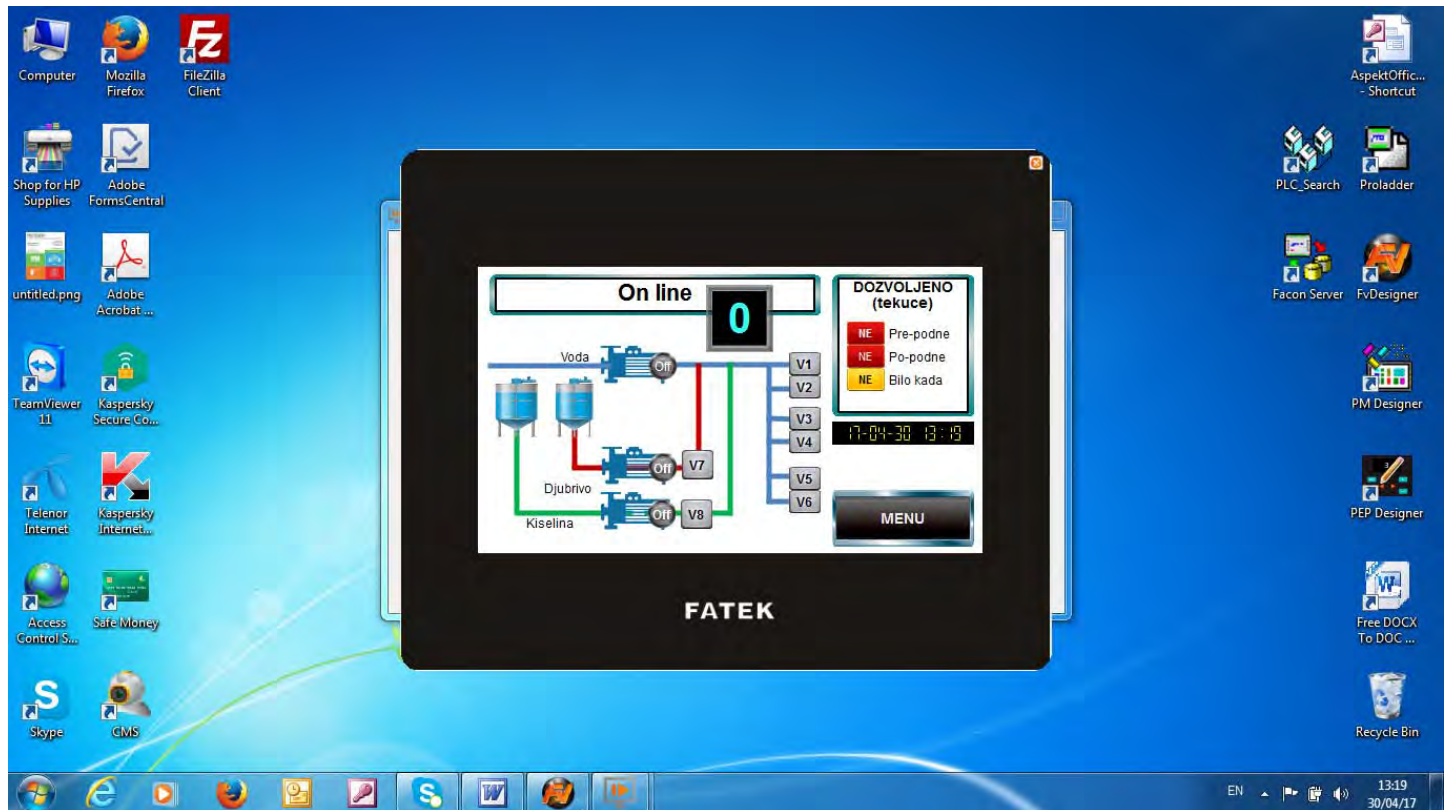 Computer
Mozilla
Firefox
FileZilla
Client
Shop for HP
Supplies
Adobe
FormsCentral
untitled.png
Adobe
Acrobat ...
TeamViewer
11
Kaspersky
Secure Co...
Telenor
Internet
Kaspersky
Internet...
Access
Control S...
Safe Money
Skype
CMS
On line
0
DOZVOLJENO
(tekuce)
NE Pre-podne
NE Po-podne
NE Bilo kada
17-04-30 13:19
Voda
Off
V1
V2
V3
V4
V5
V6
Off
V7
Djubrivo
Kiselina
Off
V8
MENU
FATEK
AspektOffic...
- Shortcut
PLC_Search
Proladder
Facon Server
FvDesigner
PM Designer
PEP Designer
Free DOCX
To DOC ...
Recycle Bin
EN
13:19
30/04/17